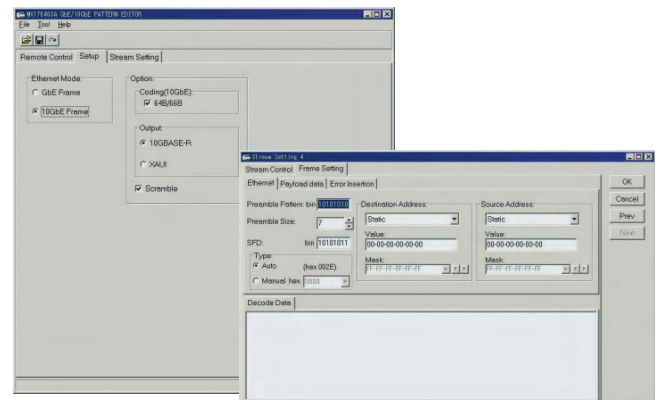 MX176403A GbE/10GbE PATTERN EDITOR
File Tool Help
Remote Control Setup Stream Setting
Ethernet Mode:
GbE Frame
10GbE Frame
Option:
Coding(10GbE):
64B/66B
Output:
10GBASE-R
XAUI
Scramble
Stream Setting 4
Stream Control Frame Setting
Ethernet Payload data Error Insertion
Preamble Pattern: bin 10101010
Preamble Size: 7
SFD: bin 10101011
Type:
Auto (hex 002E)
Manual hex 0000
Destination Address:
Static
Value:
00-00-00-00-00-00
Mask:
FF-FF-FF-FF-FF-FF
Source Address:
Static
Value:
00-00-00-00-00-00
Mask:
FF-FF-FF-FF-FF-FF
OK
Cancel
Prev
Next
Decode Data